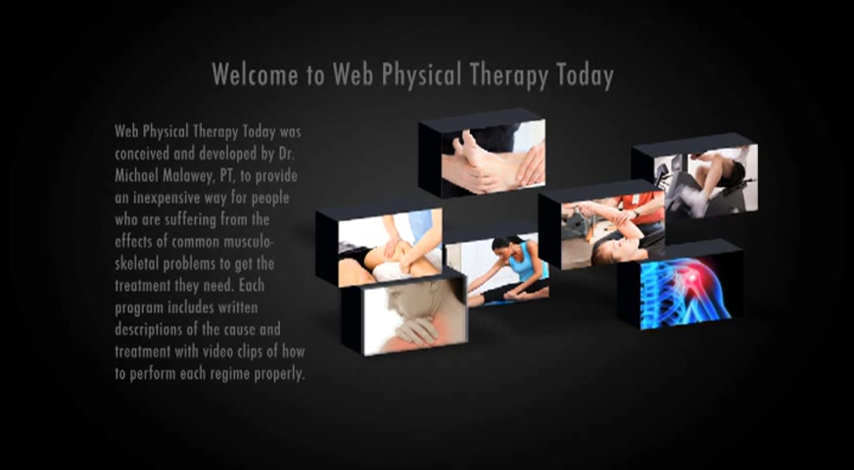 Welcome to Web Physical Therapy Today
Web Physical Therapy Today was
conceived and developed by Dr.
Michael Malawey, PT, to provide
an inexpensive way for people
who are suffering from the
effects of common musculo-
skeletal problems to get the
treatment they need. Each
program includes written
descriptions of the cause and
treatment with video clips of how
to perform each regime properly.